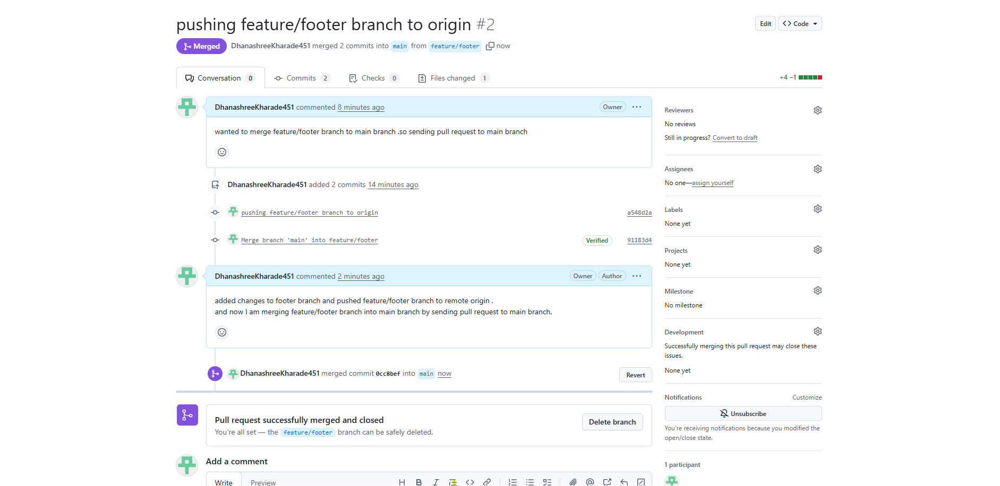 pushing feature/footer branch to origin #2
Edit
Code
Merged
DhanashreeKharade451 merged 2 commits into main from feature/footer now
Conversation 0
Commits 2
Checks 0
Files changed 1
+4 −1
DhanashreeKharade451 commented 8 minutes ago
Owner
wanted to merge feature/footer branch to main branch .so sending pull request to main branch
DhanashreeKharade451 added 2 commits 14 minutes ago
pushing feature/footer branch to origin
a548d2a
Merge branch 'main' into feature/footer
Verified
91183d4
DhanashreeKharade451 commented 2 minutes ago
Owner
Author
added changes to footer branch and pushed feature/footer branch to remote origin .
and now I am merging feature/footer branch into main branch by sending pull request to main branch.
DhanashreeKharade451 merged commit 0cc8bef into main now
Revert
Pull request successfully merged and closed
You're all set — the feature/footer branch can be safely deleted.
Delete branch
Add a comment
Write
Preview
Reviewers
No reviews
Still in progress? Convert to draft
Assignees
No one—assign yourself
Labels
None yet
Projects
None yet
Milestone
No milestone
Development
Successfully merging this pull request may close these
issues.
None yet
Notifications
Customize
Unsubscribe
You're receiving notifications because you modified the
open/close state.
1 participant